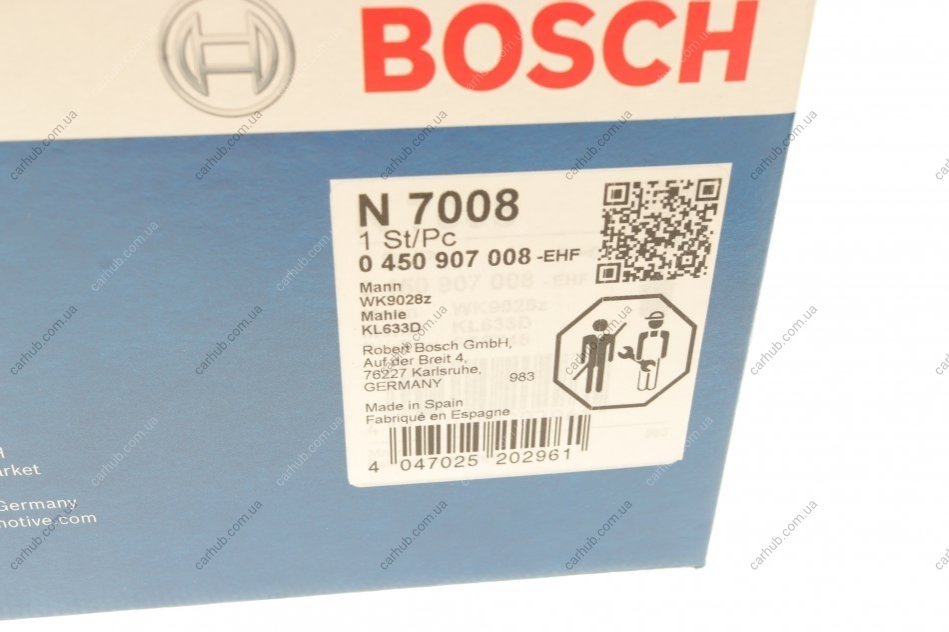 BOSCH
N 7008
1 St/Pc
0 450 907 008 -EHF
Mann
WK9028z
Mahle
KL633D
Robert Bosch GmbH,
Auf der Breit 4,
76227 Karlsruhe,
GERMANY 983
Made in Spain
Fabriqué en Espagne
4 047025 202961
arket
Germany
motive.com
carhub.com.ua